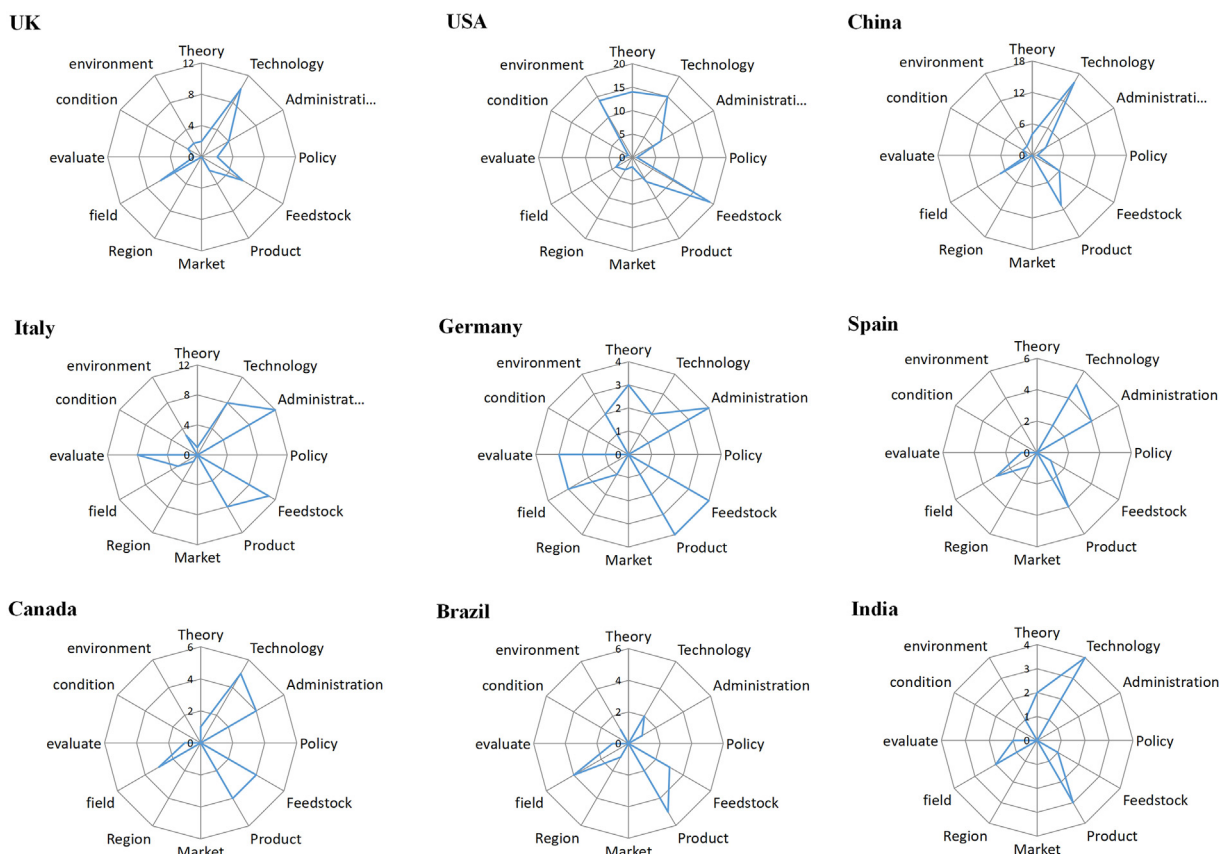 UK
Theory
12
environment
Technology
8
condition
Administrati...
4
evaluate
0
Policy
field
Feedstock
Region
Product
Market
USA
Theory
20
environment
Technology
15
condition
10
Administrati...
5
evaluate
0
Policy
field
Feedstock
Region
Product
Market
China
Theory
18
environment
Technology
12
condition
Administrati...
6
evaluate
0
Policy
field
Feedstock
Region
Product
Market
Italy
Theory
12
environment
Technology
8
condition
Administrat...
4
evaluate
0
Policy
field
Feedstock
Region
Product
Market
Germany
Theory
4
environment
Technology
3
condition
2
Administration
1
evaluate
0
Policy
field
Feedstock
Region
Product
Market
Spain
Theory
6
environment
Technology
4
condition
Administration
2
evaluate
0
Policy
field
Feedstock
Region
Product
Market
Canada
Theory
6
environment
Technology
4
condition
Administration
2
evaluate
0
Policy
field
Feedstock
Region
Product
Market
Brazil
Theory
6
environment
Technology
4
condition
Administration
2
evaluate
0
Policy
field
Feedstock
Region
Product
Market
India
Theory
4
environment
Technology
3
condition
2
Administration
1
evaluate
0
Policy
field
Feedstock
Region
Product
Market